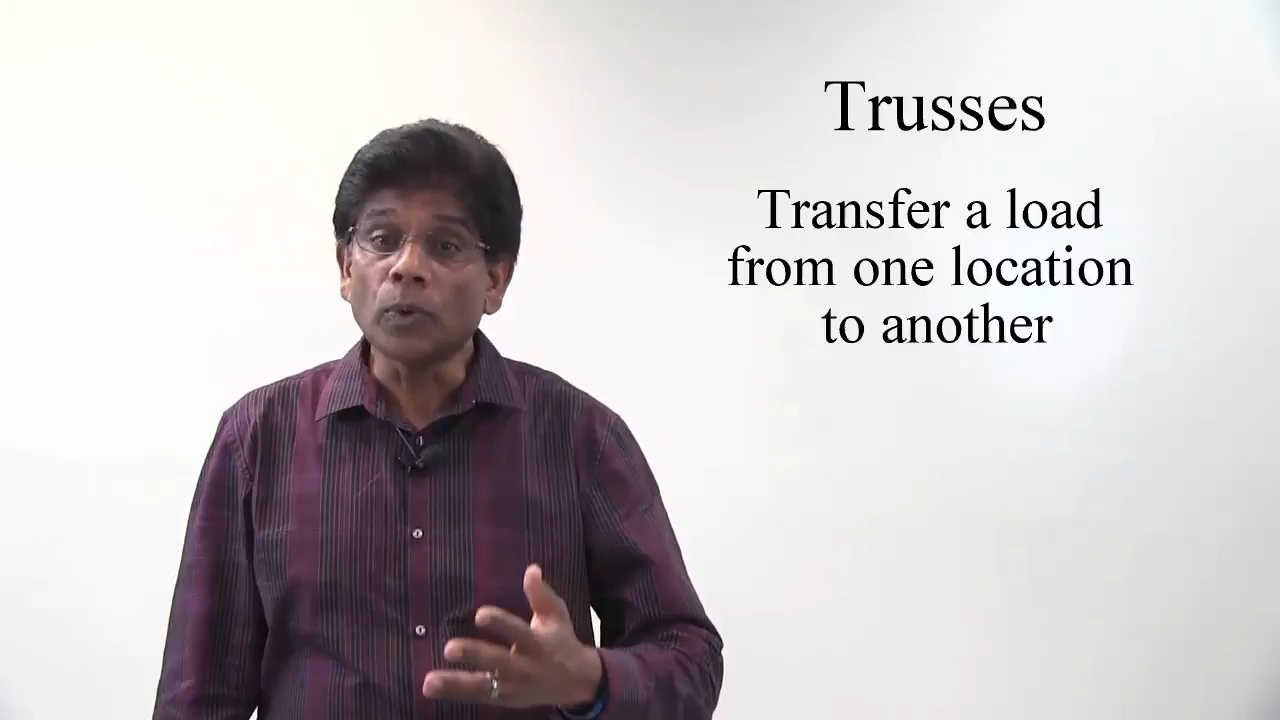 Trusses
Transfer a load
from one location
to another